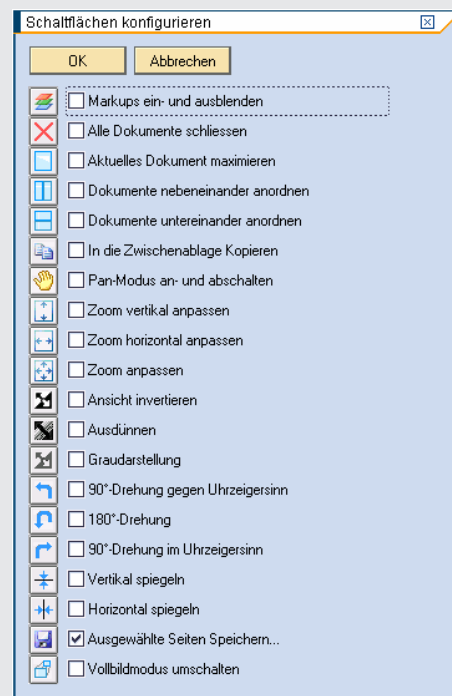 Schaltflächen konfigurieren
OK
Abbrechen
Markups ein- und ausblenden
Alle Dokumente schliessen
Aktuelles Dokument maximieren
Dokumente nebeneinander anordnen
Dokumente untereinander anordnen
In die Zwischenablage Kopieren
Pan-Modus an- und abschalten
Zoom vertikal anpassen
Zoom horizontal anpassen
Zoom anpassen
Ansicht invertieren
Ausdünnen
Graudarstellung
90°-Drehung gegen Uhrzeigersinn
180°-Drehung
90°-Drehung im Uhrzeigersinn
Vertikal spiegeln
Horizontal spiegeln
Ausgewählte Seiten Speichern...
Vollbildmodus umschalten